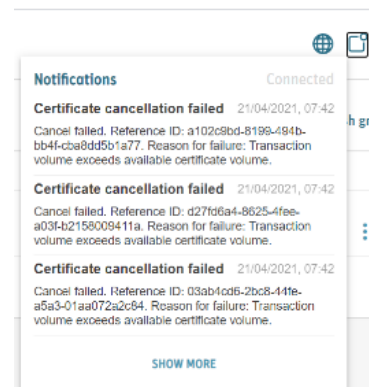 Notifications
Connected
Certificate cancellation failed 21/04/2021, 07:42
Cancel failed. Reference ID: a102c9bd-8199-494b-
bb4f-cba8dd5b1a77. Reason for failure: Transaction
volume exceeds available certificate volume.
Certificate cancellation failed 21/04/2021, 07:42
Cancel failed. Reference ID: d27fd6a4-8625-4fee-
a03f-b2158009411a. Reason for failure: Transaction
volume exceeds available certificate volume.
Certificate cancellation failed 21/04/2021, 07:42
Cancel failed. Reference ID: 03ab4cd6-2bc8-44fe-
a5a3-01aa072a2c64. Reason for failure: Transaction
volume exceeds available certificate volume.
SHOW MORE